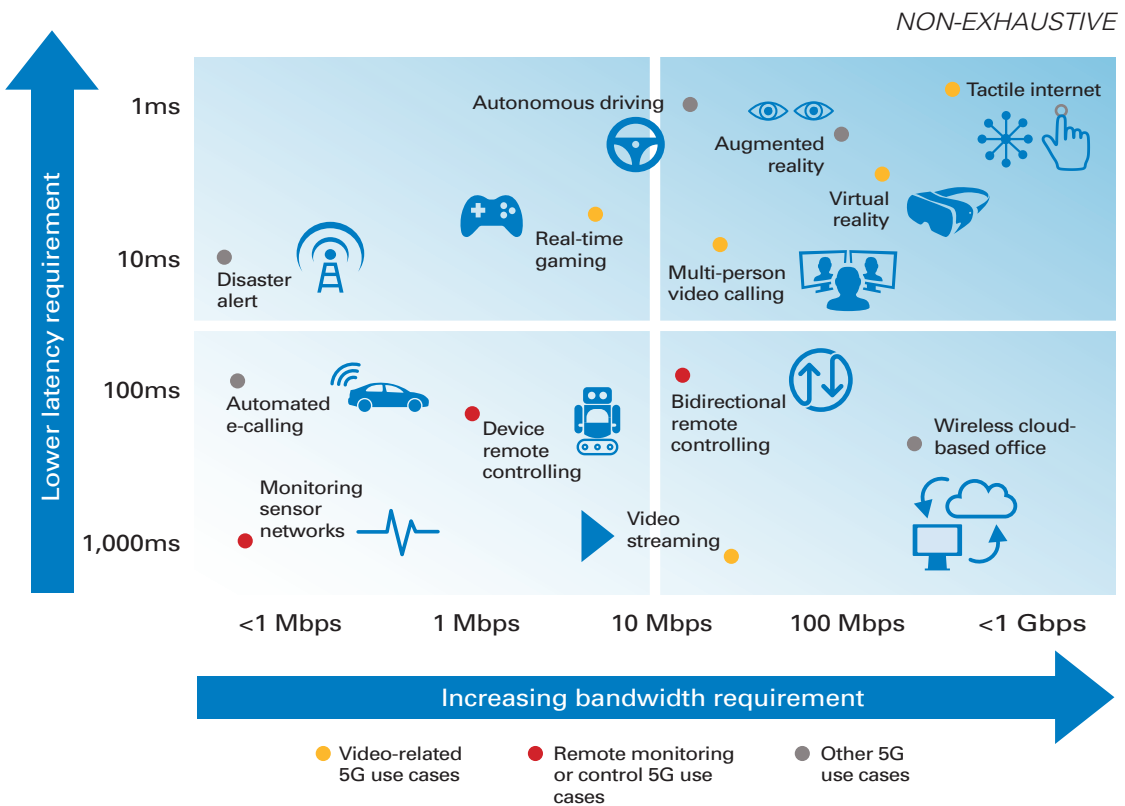 NON-EXHAUSTIVE
Lower latency requirement
1ms
10ms
100ms
1,000ms
Autonomous driving
Augmented
reality
Tactile internet
Virtual
reality
Real-time
gaming
Multi-person
video calling
Disaster
alert
Automated
e-calling
Device
remote
controlling
Bidirectional
remote
controlling
Wireless cloud-
based office
Monitoring
sensor
networks
Video
streaming
<1 Mbps
1 Mbps
10 Mbps
100 Mbps
<1 Gbps
Increasing bandwidth requirement
Video-related
5G use cases
Remote monitoring
or control 5G use
cases
Other 5G
use cases